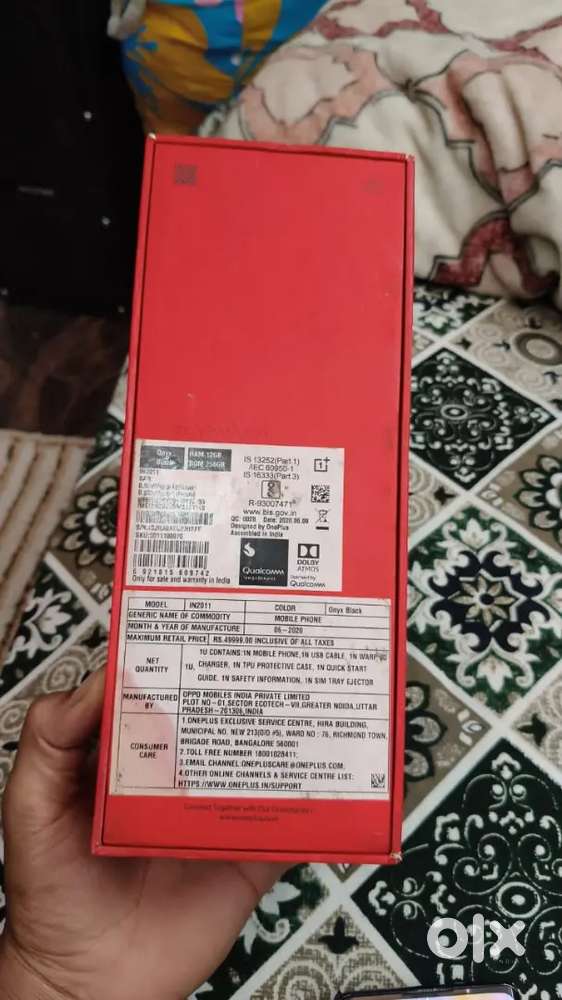 Onyx Black
RAM: 12GB
ROM: 256GB
IN2011
IS 13252(Part 1)
/IEC 60950-1
IS 16333(Part 3)
R-93007471
www.bis.gov.in
QC: Date: 2020.06.09
Designed by OnePlus
Assembled in India
Only for sale and warranty in India
Qualcomm
DOLBY
ATMOS
MODEL IN2011 COLOR Onyx Black
GENERIC NAME OF COMMODITY MOBILE PHONE
MONTH & YEAR OF MANUFACTURE 06-2020
MAXIMUM RETAIL PRICE RS.49999.00 INCLUSIVE OF ALL TAXES
NET QUANTITY
1U CONTAINS:1N MOBILE PHONE,1N USB CABLE, 1N WARP
1U. CHARGER, 1N TPU PROTECTIVE CASE, 1N QUICK START
GUIDE, 1N SAFETY INFORMATION, 1N SIM TRAY EJECTOR
MANUFACTURED BY
OPPO MOBILES INDIA PRIVATE LIMITED
PLOT NO-01,SECTOR ECOTECH-VII,GREATER NOIDA,UTTAR
PRADESH-201306,INDIA
CONSUMER CARE
1.ONEPLUS EXCLUSIVE SERVICE CENTRE, HIRA BUILDING,
MUNICIPAL NO. NEW 213(O/O #5), WARD NO : 76, RICHMOND TOWN,
BRIGADE ROAD, BANGALORE 560001
2.TOLL FREE NUMBER 18001028411;
3.EMAIL CHANNEL:ONEPLUSCARE@ONEPLUS.COM;
4.OTHER ONLINE CHANNELS & SERVICE CENTRE LIST:
HTTPS://WWW.ONEPLUS.IN/SUPPORT
olx